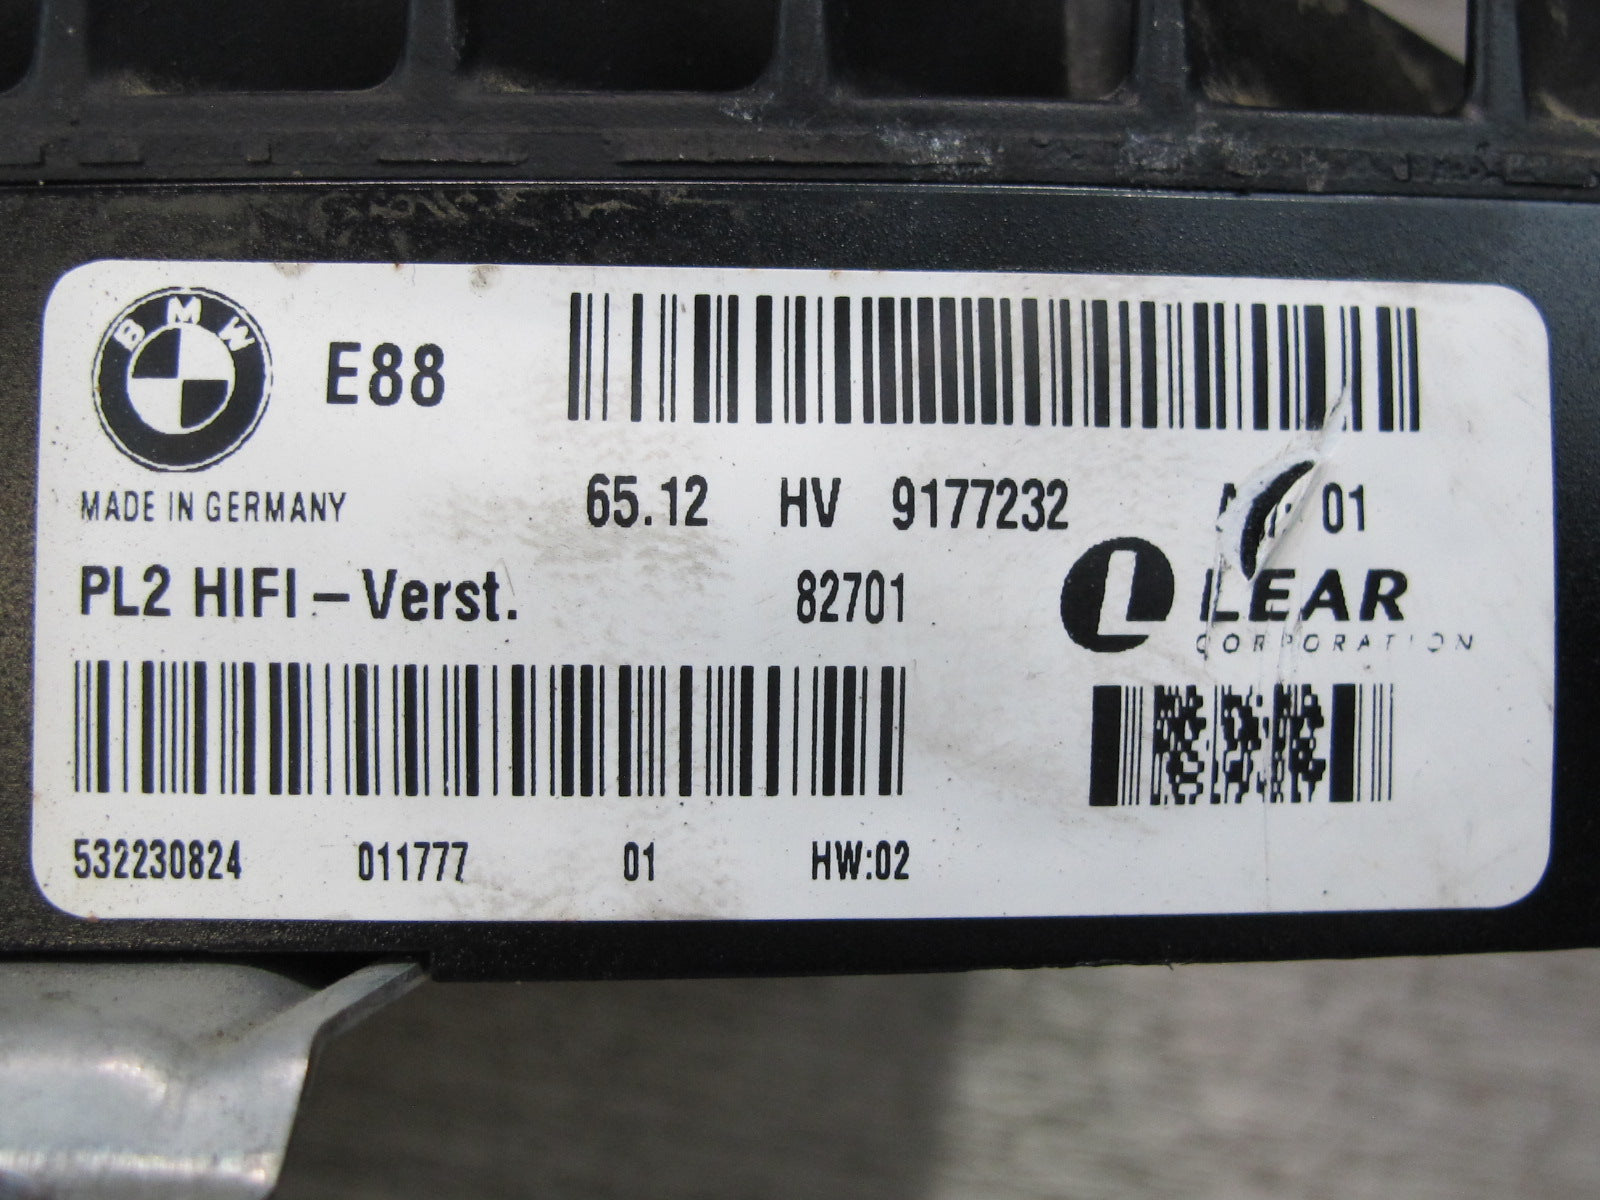 BMW
E88
MADE IN GERMANY
65.12 HV 9177232 01
PL2 HIFI – Verst. 82701
LEAR
CORPORATION
532230824 011777 01 HW:02